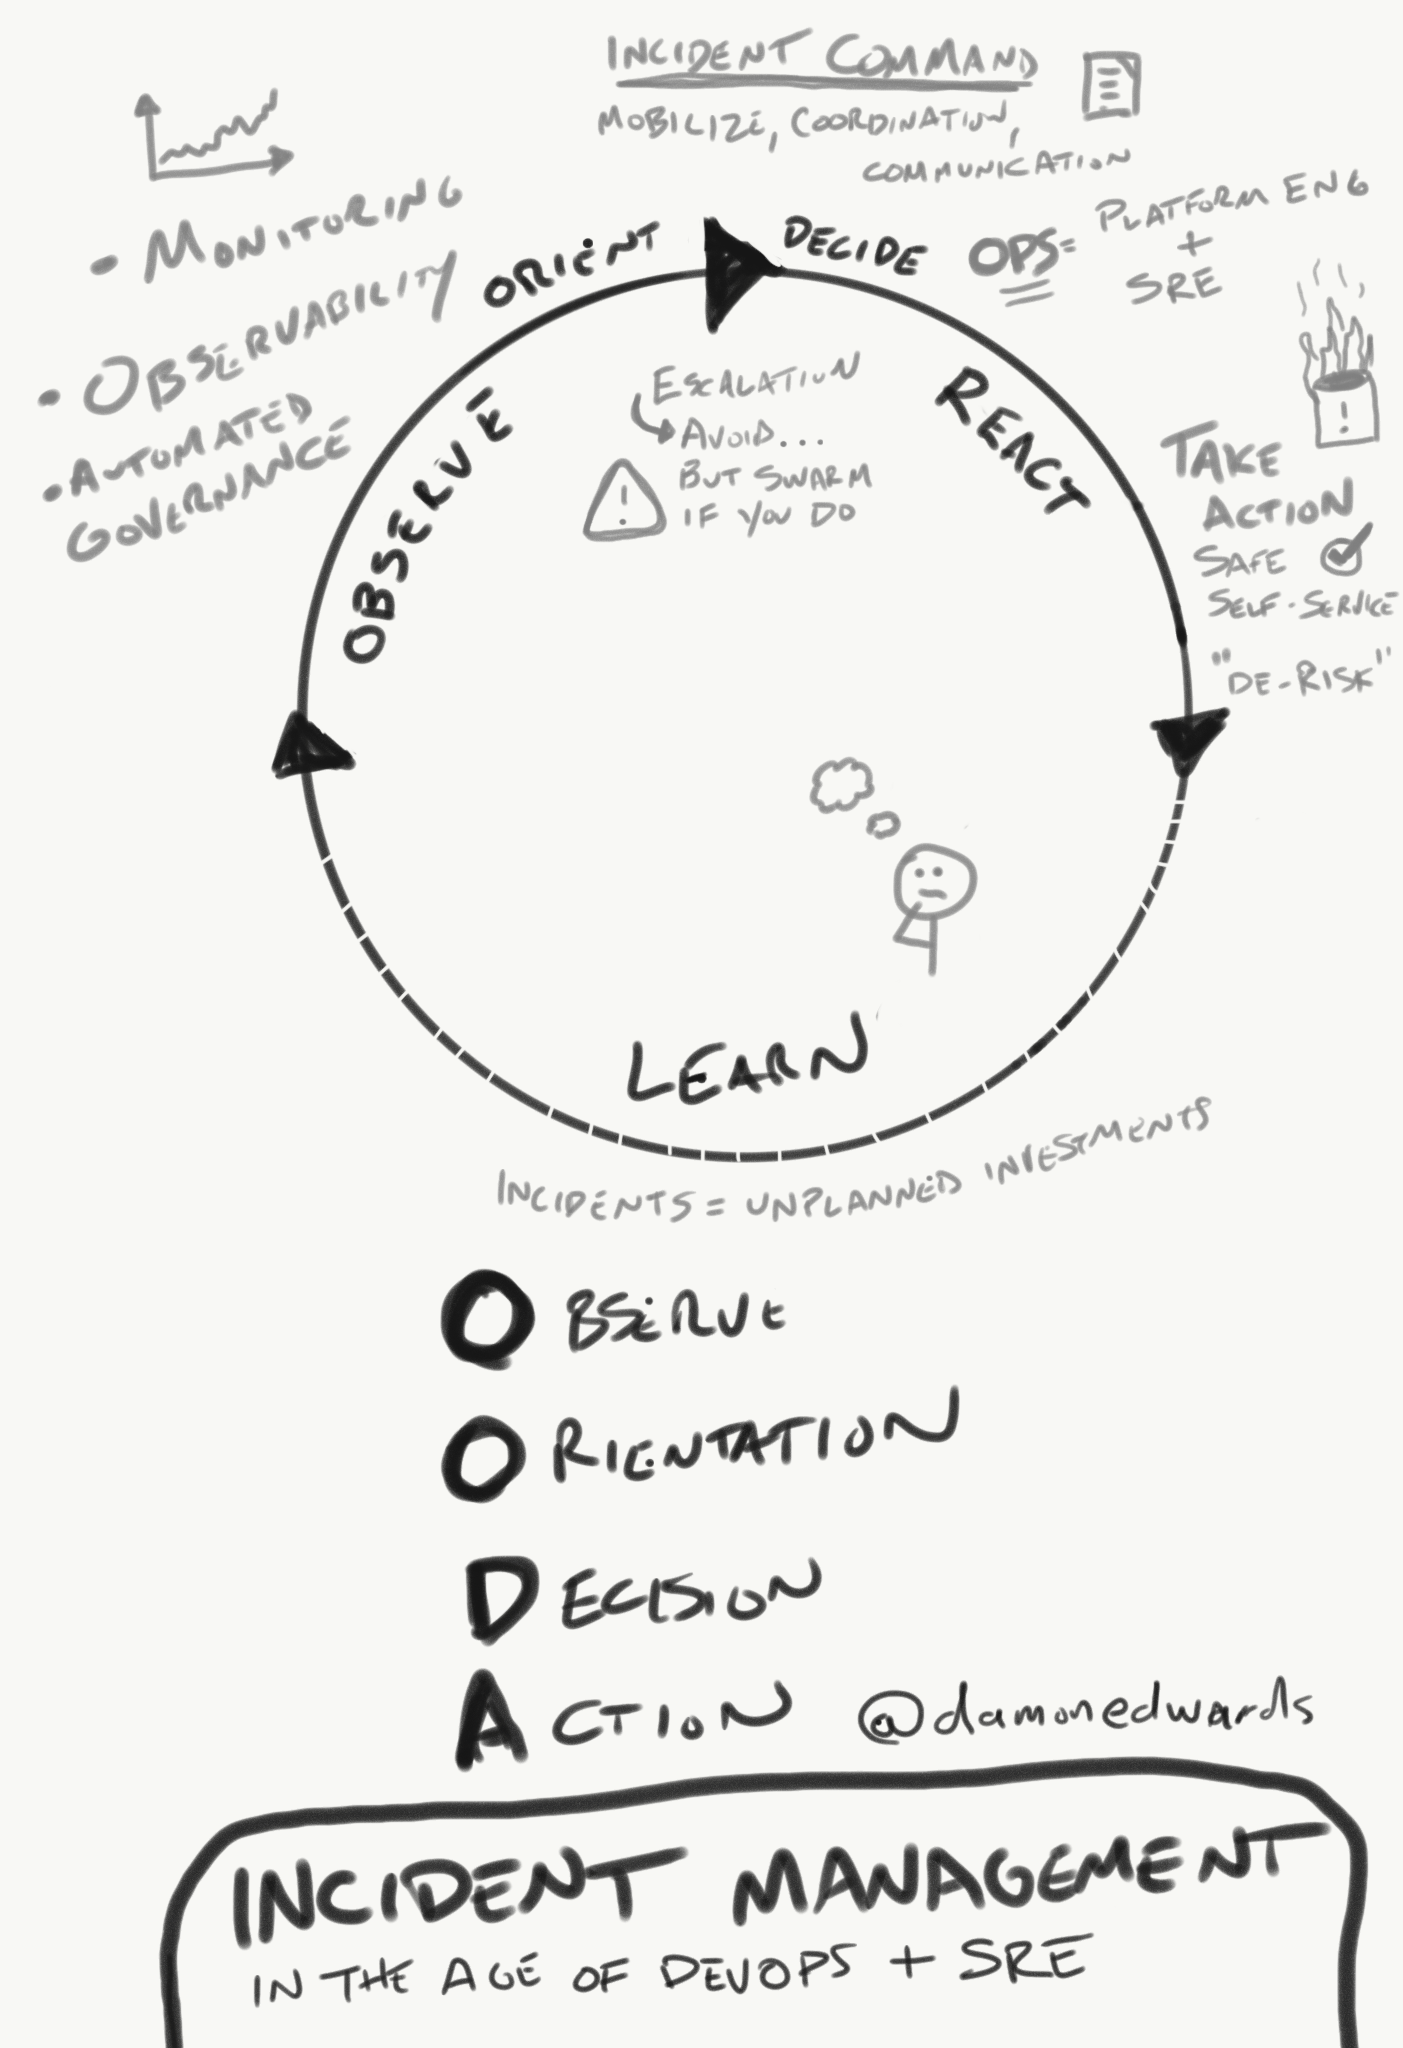 INCIDENT COMMAND
MOBILIZE, COORDINATION,
COMMUNICATION
• MONITORING
• OBSERVABILITY
• AUTOMATED
GOVERNANCE
ORIENT
DECIDE
OPS = PLATFORM ENG
+
SRE
OBSERVE
ESCALATION
AVOID...
BUT SWARM
IF YOU DO
!
REACT
!
TAKE
ACTION
SAFE
SELF-SERVICE
"DE-RISK"
LEARN
INCIDENTS = UNPLANNED INVESTMENTS
OBSERVE
ORIENTATION
DECISION
ACTION
@damonedwards
INCIDENT MANAGEMENT
IN THE AGE OF DEVOPS + SRE